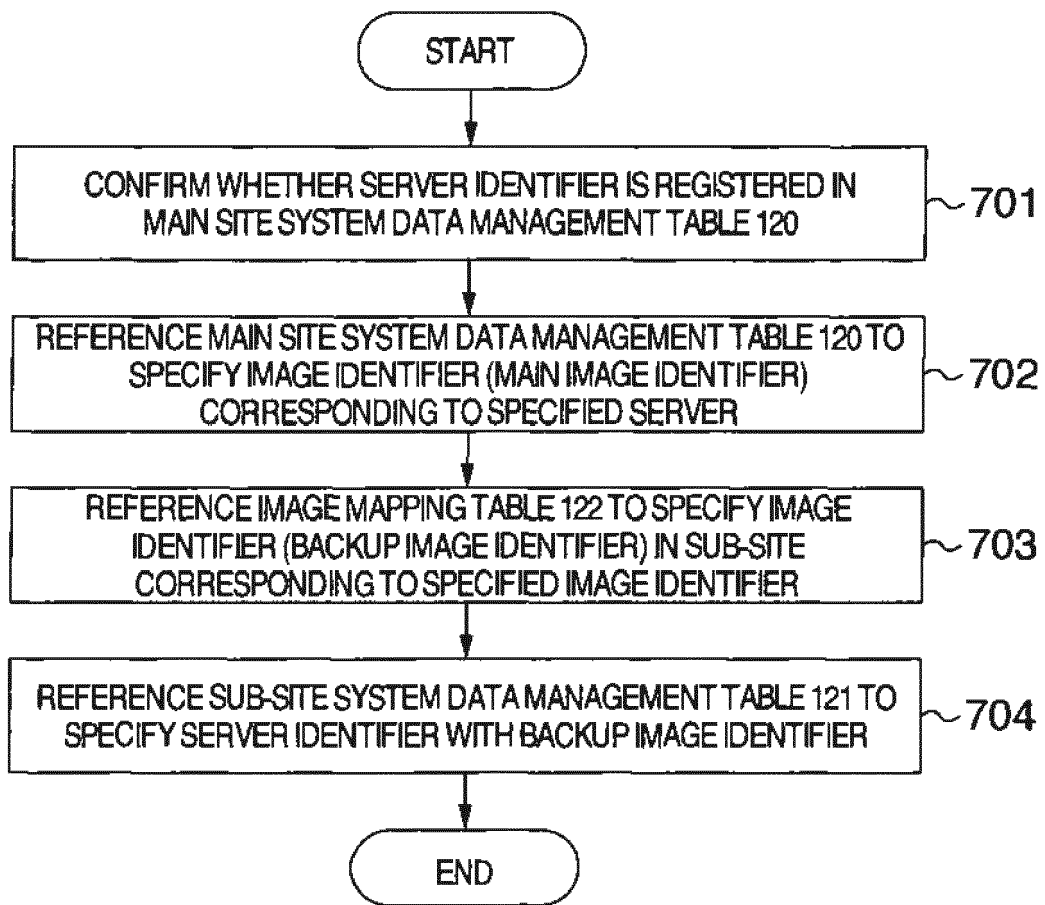 START
CONFIRM WHETHER SERVER IDENTIFIER IS REGISTERED IN
MAIN SITE SYSTEM DATA MANAGEMENT TABLE 120
701
REFERENCE MAIN SITE SYSTEM DATA MANAGEMENT TABLE 120 TO
SPECIFY IMAGE IDENTIFIER (MAIN IMAGE IDENTIFIER)
CORRESPONDING TO SPECIFIED SERVER
702
REFERENCE IMAGE MAPPING TABLE 122 TO SPECIFY IMAGE
IDENTIFIER (BACKUP IMAGE IDENTIFIER) IN SUB-SITE
CORRESPONDING TO SPECIFIED IMAGE IDENTIFIER
703
REFERENCE SUB-SITE SYSTEM DATA MANAGEMENT TABLE 121 TO
SPECIFY SERVER IDENTIFIER WITH BACKUP IMAGE IDENTIFIER
704
END